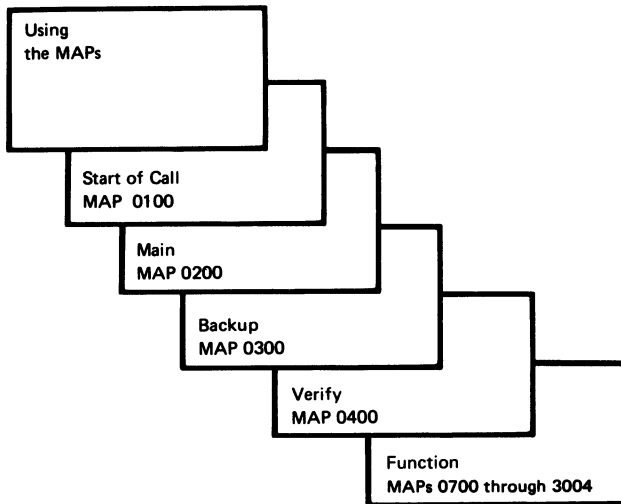 Using
the MAPs
Start of Call
MAP 0100
Main
MAP 0200
Backup
MAP 0300
Verify
MAP 0400
Function
MAPs 0700 through 3004